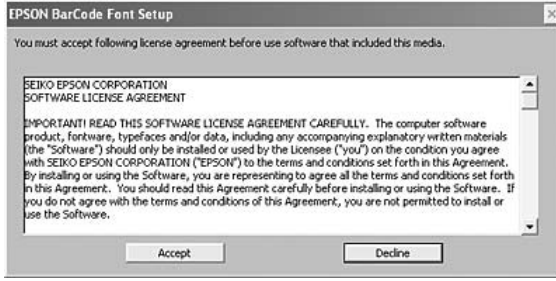 EPSON BarCode Font Setup
You must accept following license agreement before use software that included this media.
SEIKO EPSON CORPORATION
SOFTWARE LICENSE AGREEMENT
IMPORTANT! READ THIS SOFTWARE LICENSE AGREEMENT CAREFULLY. The computer software
product, fontware, typefaces and/or data, including any accompanying explanatory written materials
(the "Software") should only be installed or used by the Licensee ("you") on the condition you agree
with SEIKO EPSON CORPORATION ("EPSON") to the terms and conditions set forth in this Agreement.
By installing or using the Software, you are representing to agree all the terms and conditions set forth
in this Agreement. You should read this Agreement carefully before installing or using the Software. If
you do not agree with the terms and conditions of this Agreement, you are not permitted to install or
use the Software.
Accept Decline